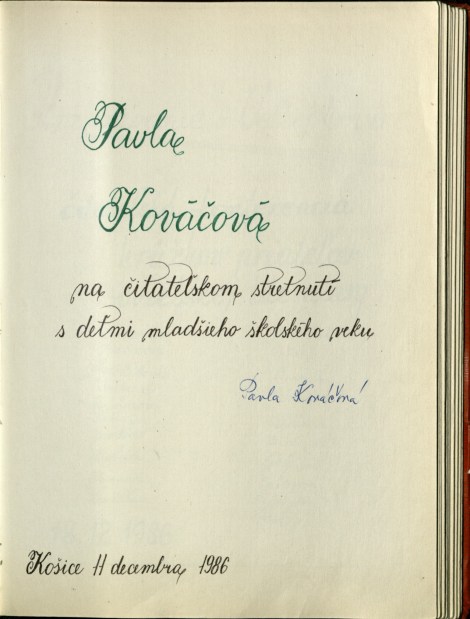 Pavla
Kováčová
na čitateľskom stretnutí
s deťmi mladšieho školského veku
Pavla Kováčová
Košice 11 decembra 1986